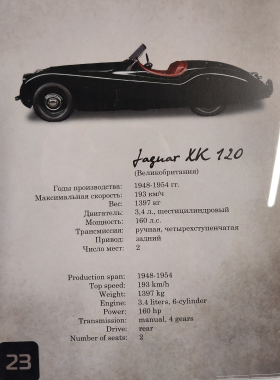 Jaguar XK 120
(Великобритания)
Годы производства: 1948-1954 гг.
Максимальная скорость: 193 км/ч
Вес: 1397 кг
Двигатель: 3,4 л., шестицилиндровый
Мощность: 160 л.с.
Трансмиссия: ручная, четырехступенчатая
Привод: задний
Число мест: 2
Production span: 1948-1954
Top speed: 193 km/h
Weight: 1397 kg
Engine: 3.4 liters, 6-cylinder
Power: 160 hp
Transmission: manual, 4 gears
Drive: rear
Number of seats: 2
23